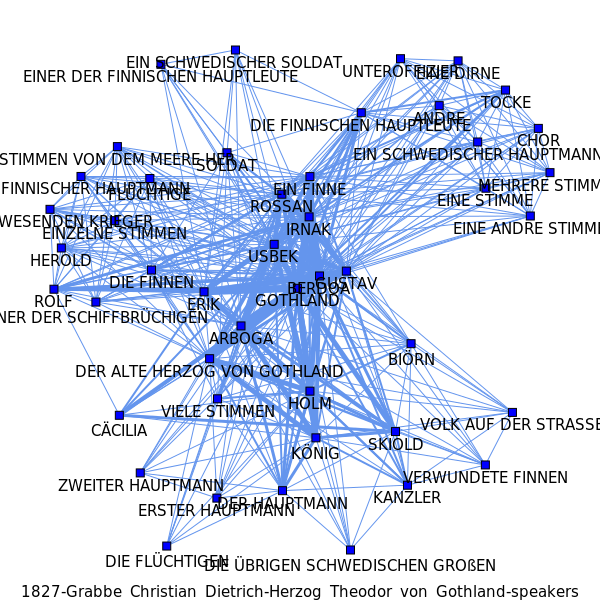 EIN SCHWEDISCHER SOLDAT
EINER DER FINNISCHEN HAUPTLEUTE
UNTEROFFIZIER
EINE DIRNE
TOCKE
ANDRE
DIE FINNISCHEN HAUPTLEUTE
CHOR
EIN SCHWEDISCHER HAUPTMANN
STIMMEN VON DEM MEERE HER
SOLDAT
MEHRERE STIMM
FINNISCHER HAUPTMANN
FLÜCHTIGE
EIN FINNE
EINE STIMME
ROSSAN
WESENDEN KRIEGER
IRNAK
EINE ANDRE STIMM
EINZELNE STIMMEN
USBEK
HEROLD
DIE FINNEN
GUSTAV
BERDOA
ROLF
ERIK
GOTHLAND
NER DER SCHIFFBRÜCHIGEN
ARBOGA
BIÖRN
DER ALTE HERZOG VON GOTHLAND
HOLM
VIELE STIMMEN
VOLK AUF DER STRASSE
CÄCILIA
SKIOLD
KÖNIG
VERWUNDETE FINNEN
ZWEITER HAUPTMANN
KANZLER
DER HAUPTMANN
ERSTER HAUPTMANN
DIE FLÜCHTIGEN
DIE ÜBRIGEN SCHWEDISCHEN GROßEN
1827-Grabbe Christian Dietrich-Herzog Theodor von Gothland-speakers